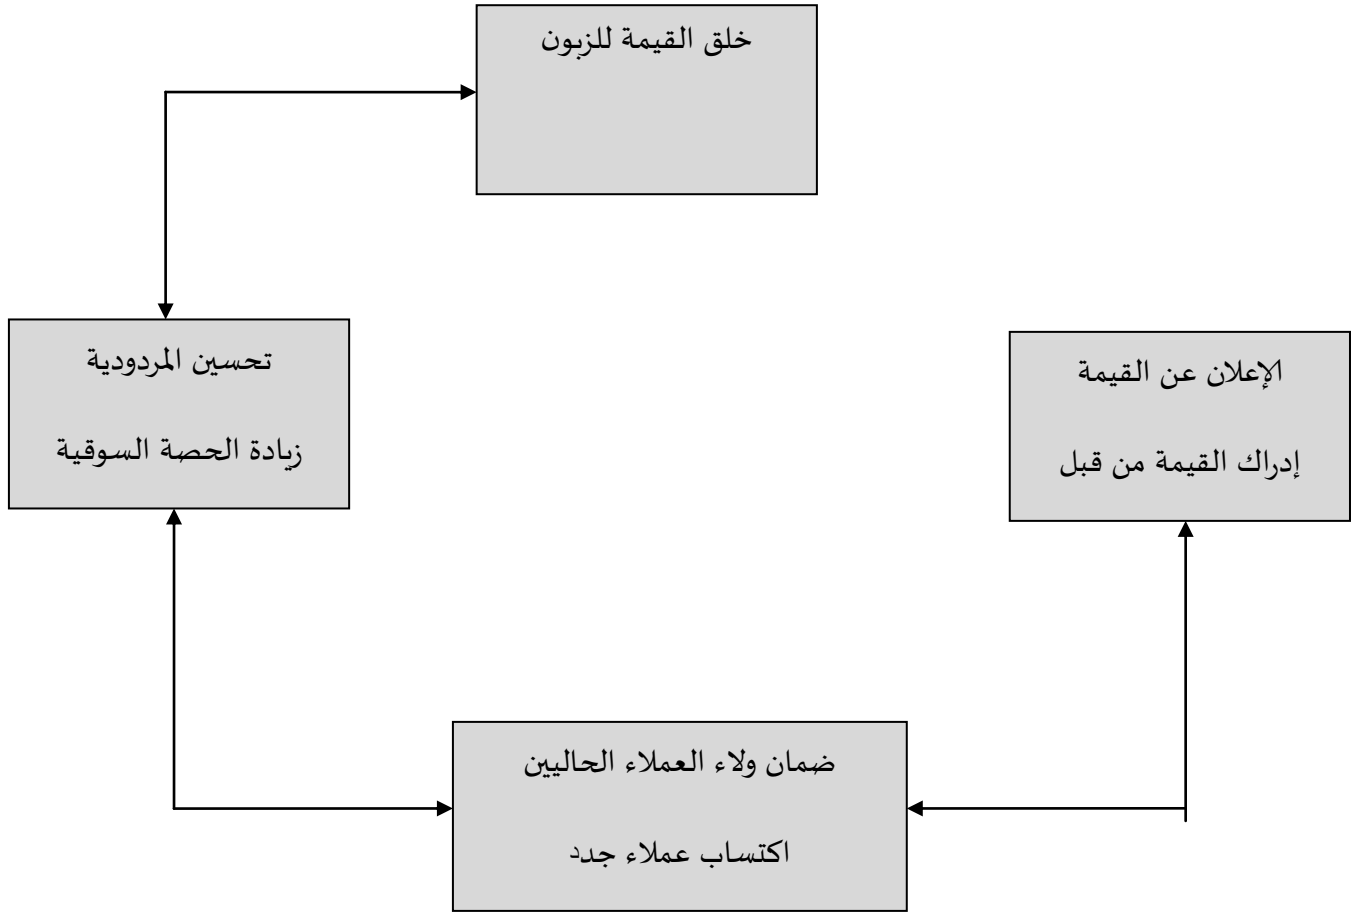 خلق القيمة للزبون
تحسين المردودية
زيادة الحصة السوقية
الإعلان عن القيمة
إدراك القيمة من قبل
ضمان ولاء العملاء الحاليين
اكتساب عملاء جدد